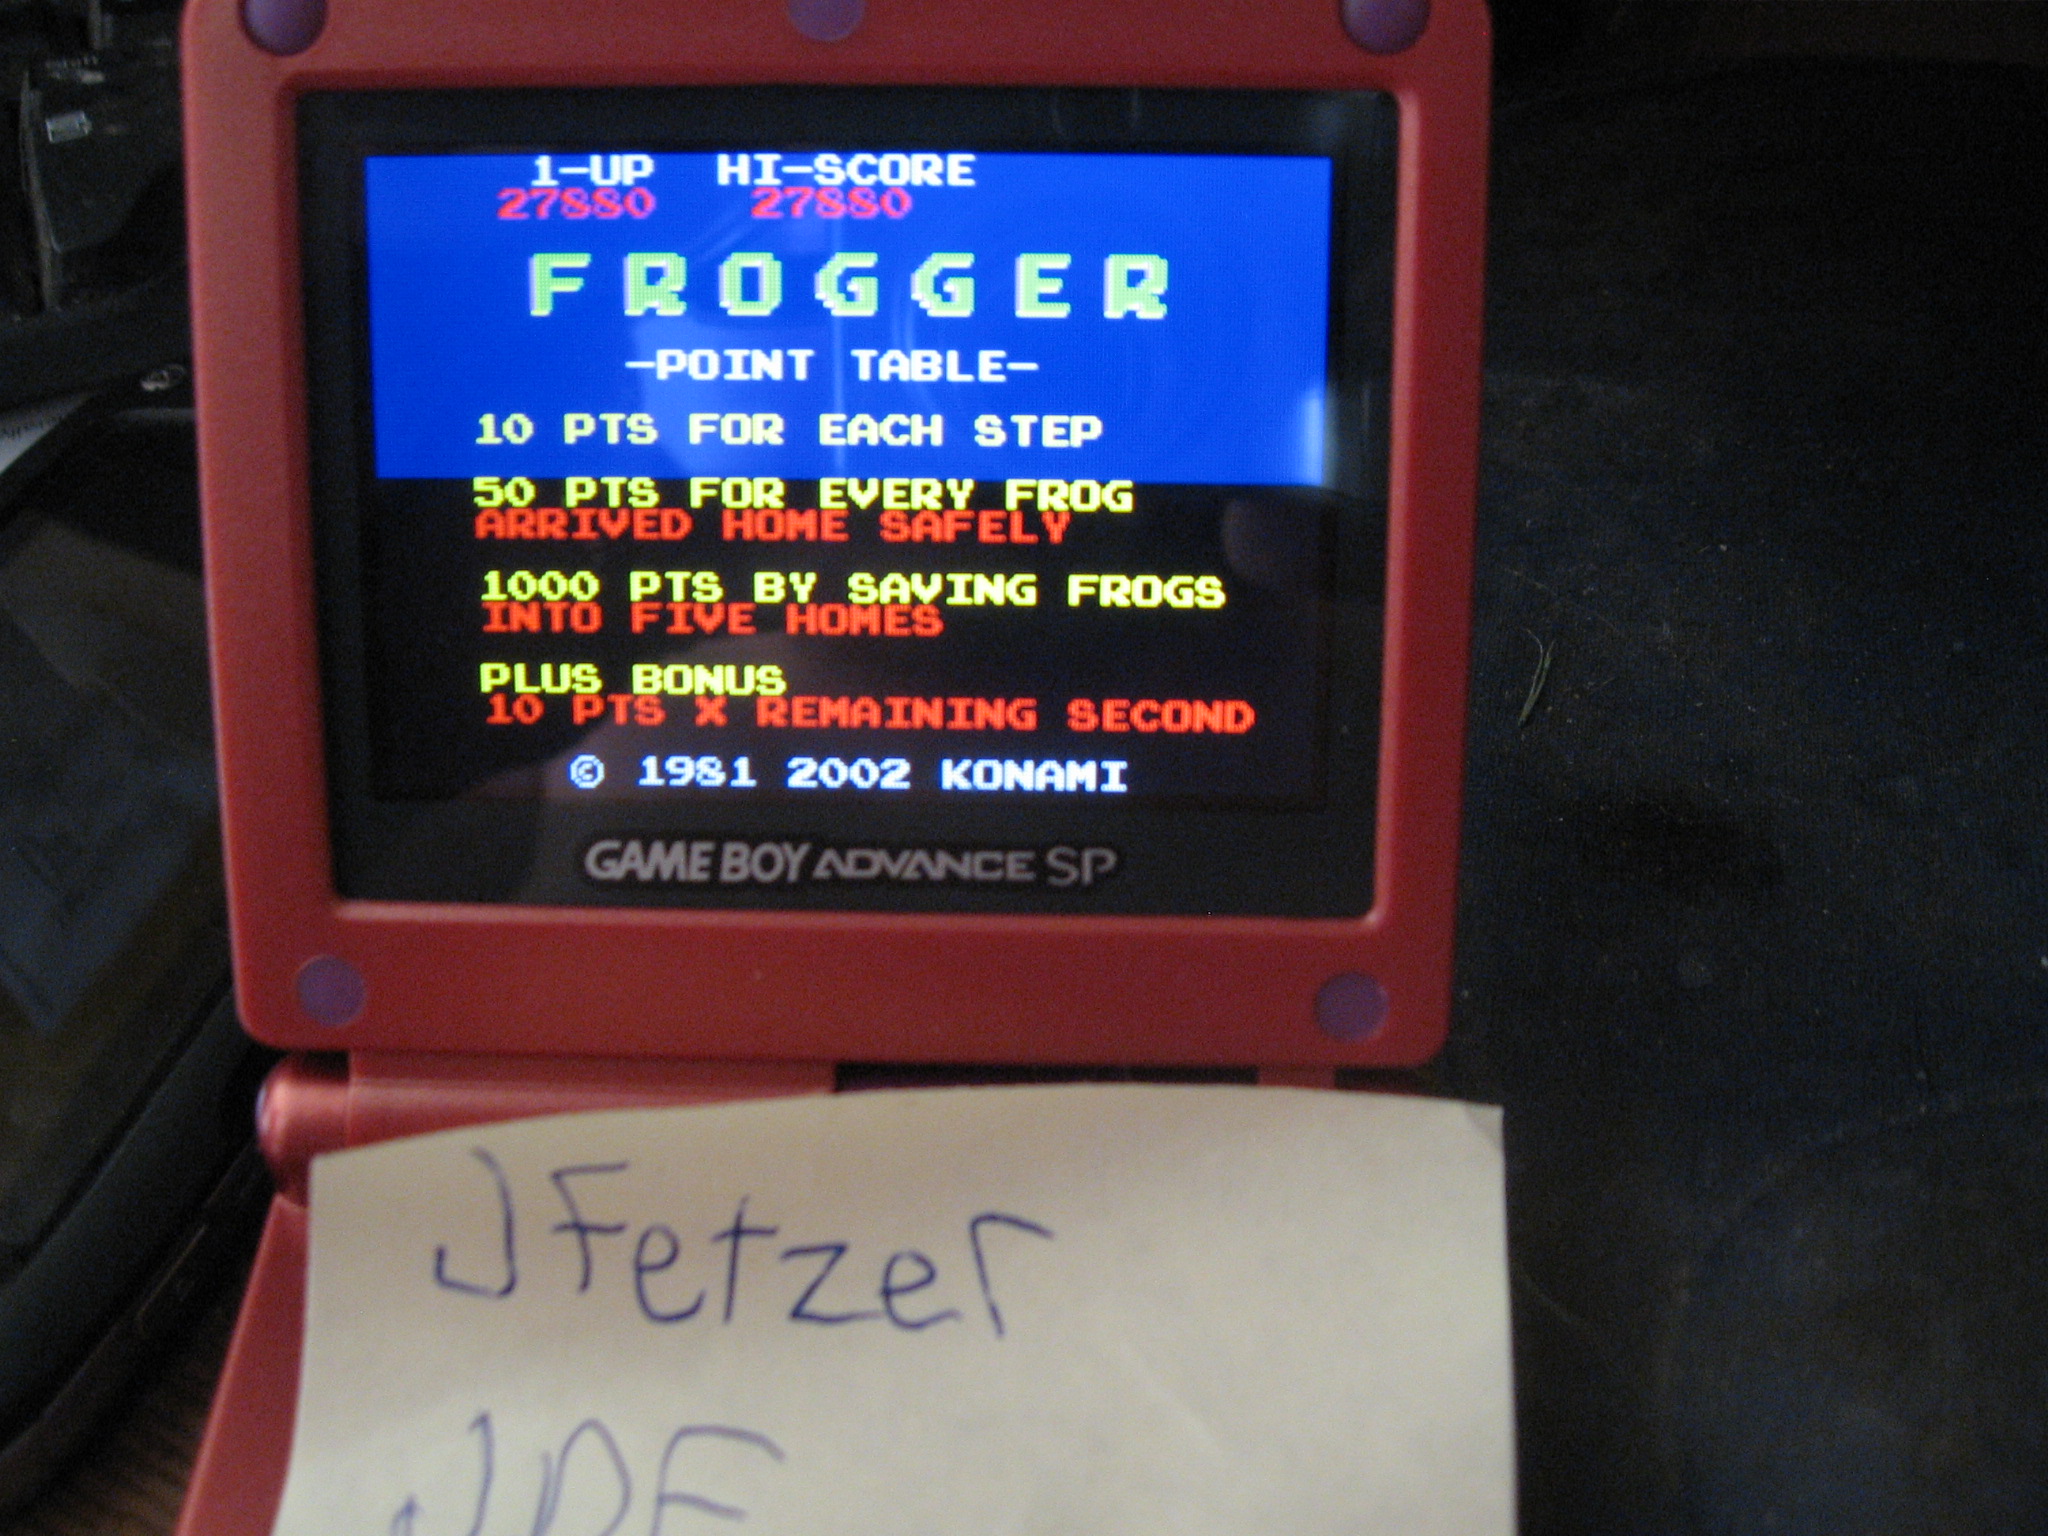 1-UP HI-SCORE
27880 27880
FROGGER
-POINT TABLE-
10 PTS FOR EACH STEP
50 PTS FOR EVERY FROG
ARRIVED HOME SAFELY
1000 PTS BY SAVING FROGS
INTO FIVE HOMES
PLUS BONUS
10 PTS X REMAINING SECOND
© 1981 2002 KONAMI
GAME BOY ADVANCE SP
JFetzer
JDF